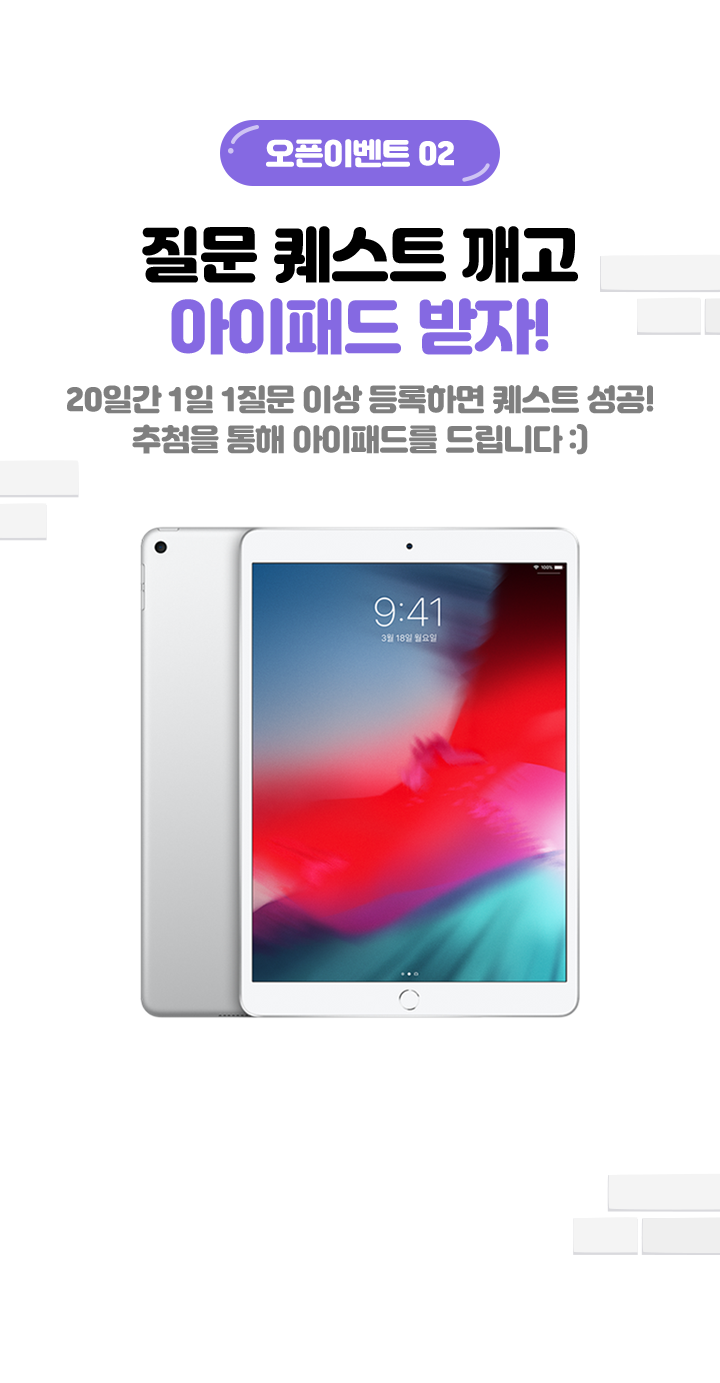 오픈이벤트 02
질문 퀘스트 깨고
아이패드 받자!
20일간 1일 1질문 이상 등록하면 퀘스트 성공!
추첨을 통해 아이패드를 드립니다 :)
100%
9:41
3월 18일 월요일